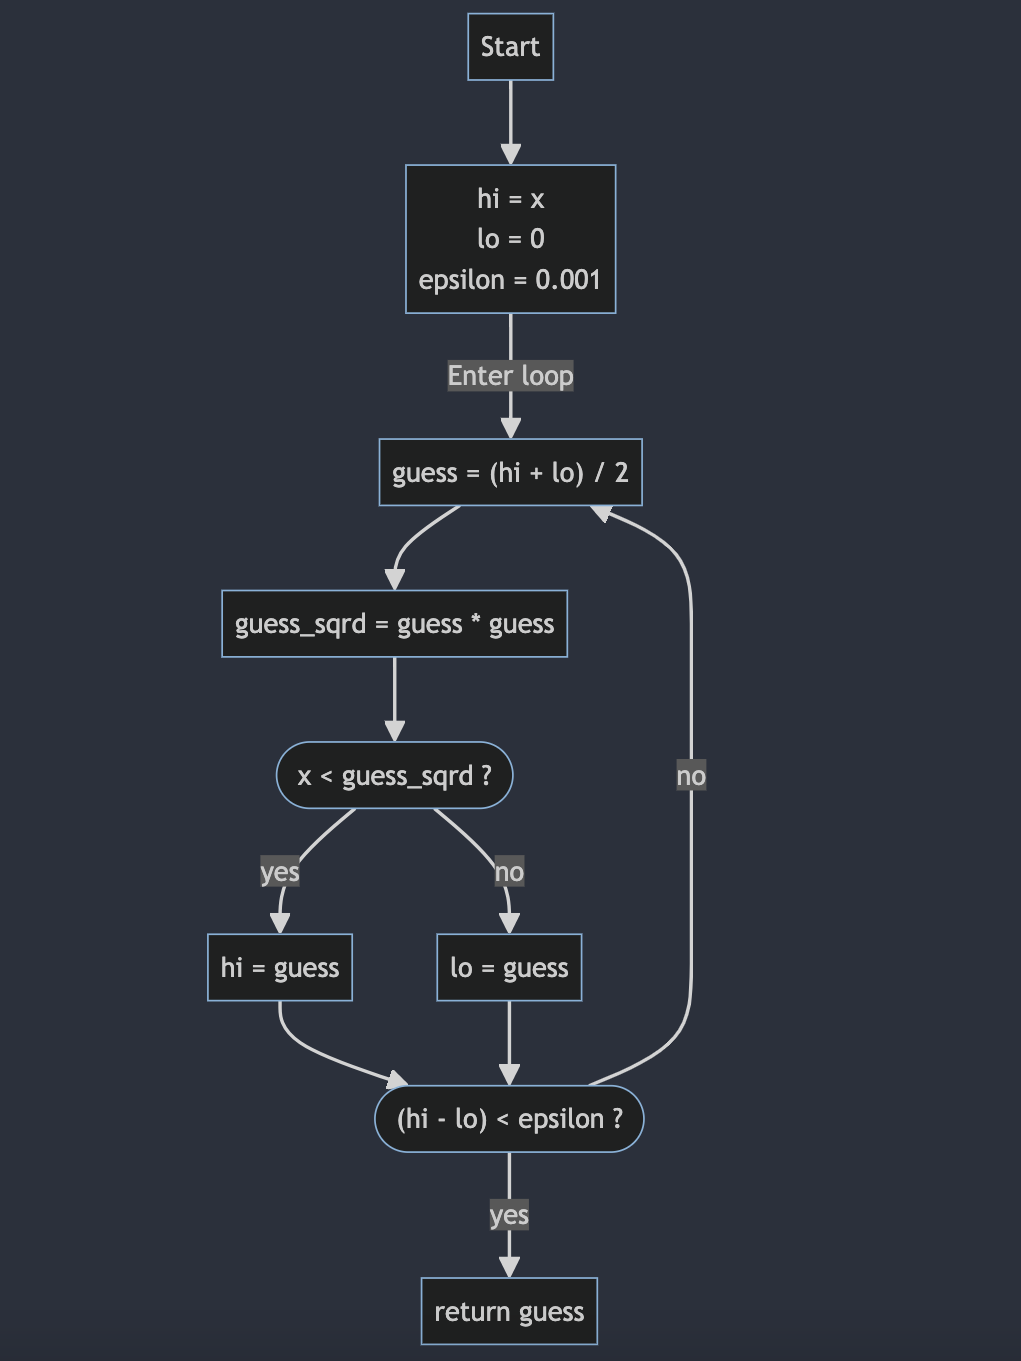 Start
hi = x
lo = 0
epsilon = 0.001
Enter loop
guess = (hi + lo) / 2
guess_sqrd = guess * guess
x < guess_sqrd ?
no
yes
no
hi = guess
lo = guess
(hi - lo) < epsilon ?
yes
return guess